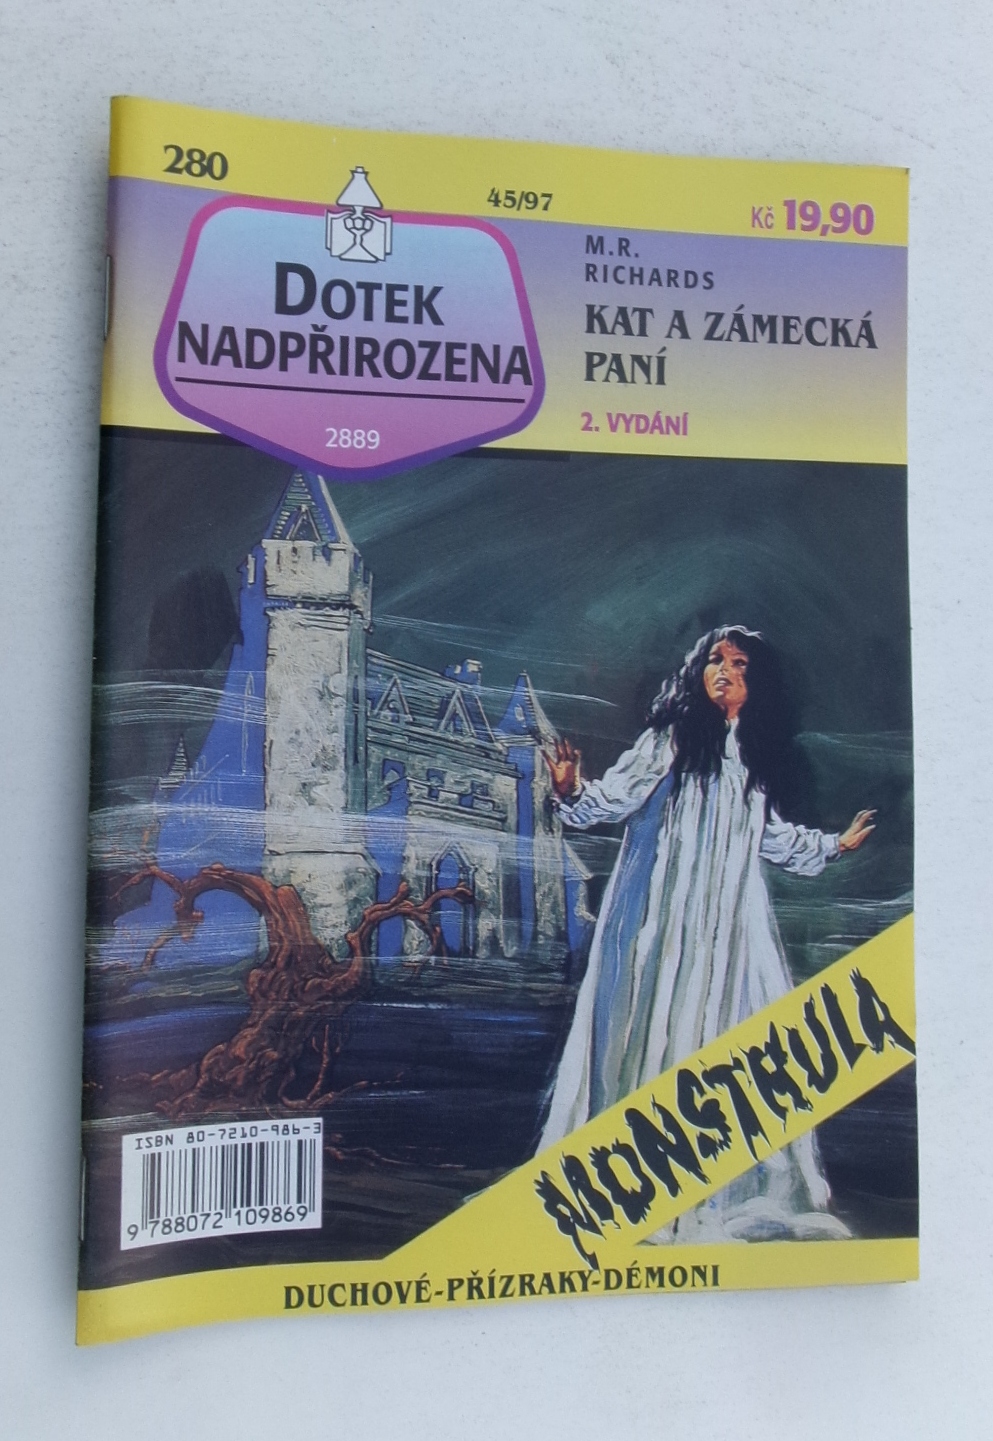 280
45/97
Kč 19,90
DOTEK
NADPŘIROZENA
2889
M.R.
RICHARDS
KAT A ZÁMECKÁ
PANÍ
2. VYDÁNÍ
MONSTRULA
ISBN 80-7210-986-3
9 788072 109869
DUCHOVÉ-PŘÍZRAKY-DÉMONI